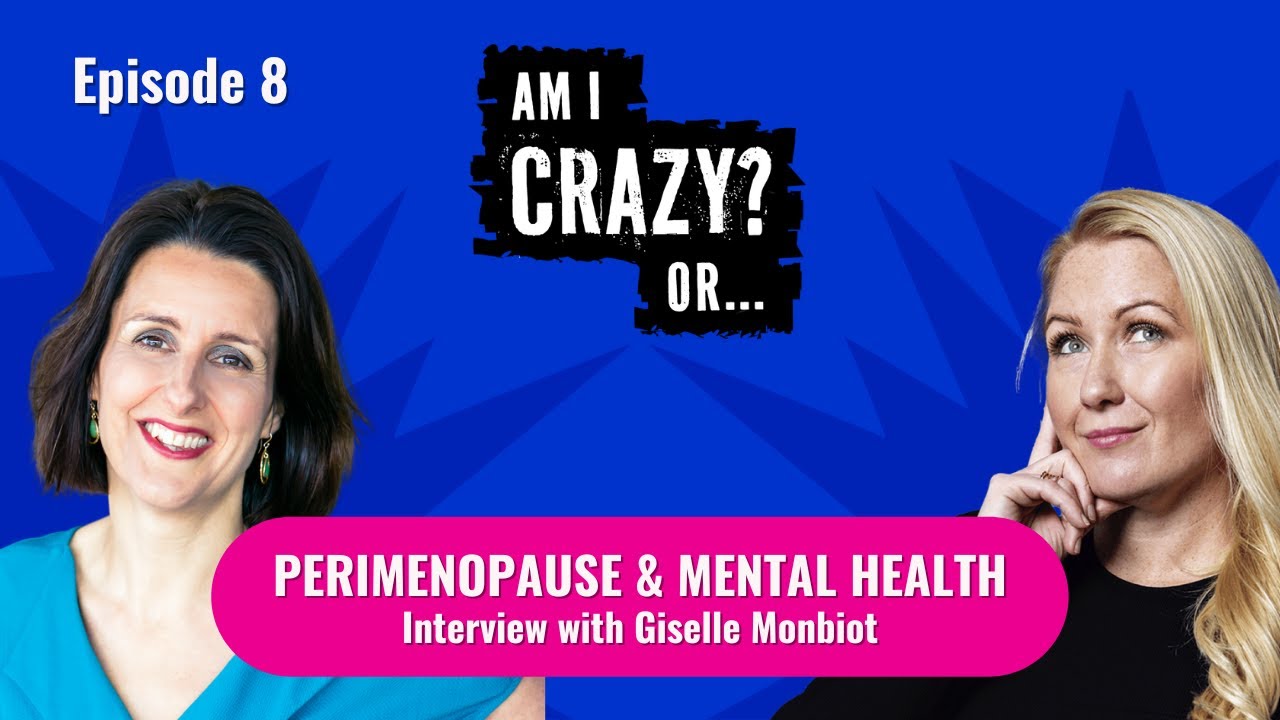 Episode 8
AM I
CRAZY?
OR...
PERIMENOPAUSE & MENTAL HEALTH
Interview with Giselle Monbiot